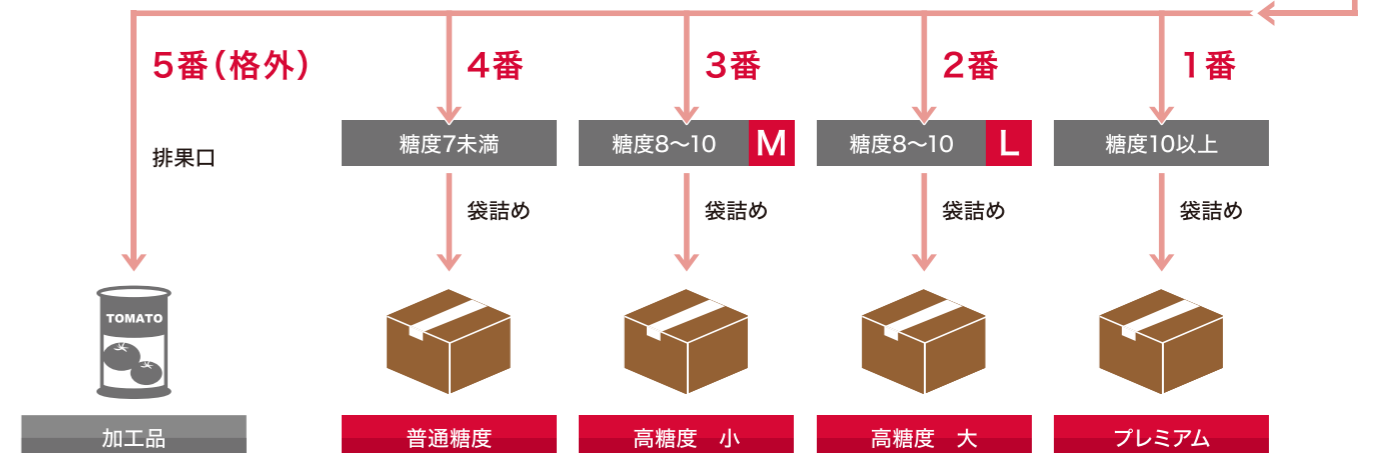 5番(格外)
4番
3番
2番
1番
排果口
糖度7未満
糖度8〜10 M
糖度8〜10 L
糖度10以上
袋詰め
袋詰め
袋詰め
袋詰め
TOMATO
加工品
普通糖度
高糖度 小
高糖度 大
プレミアム